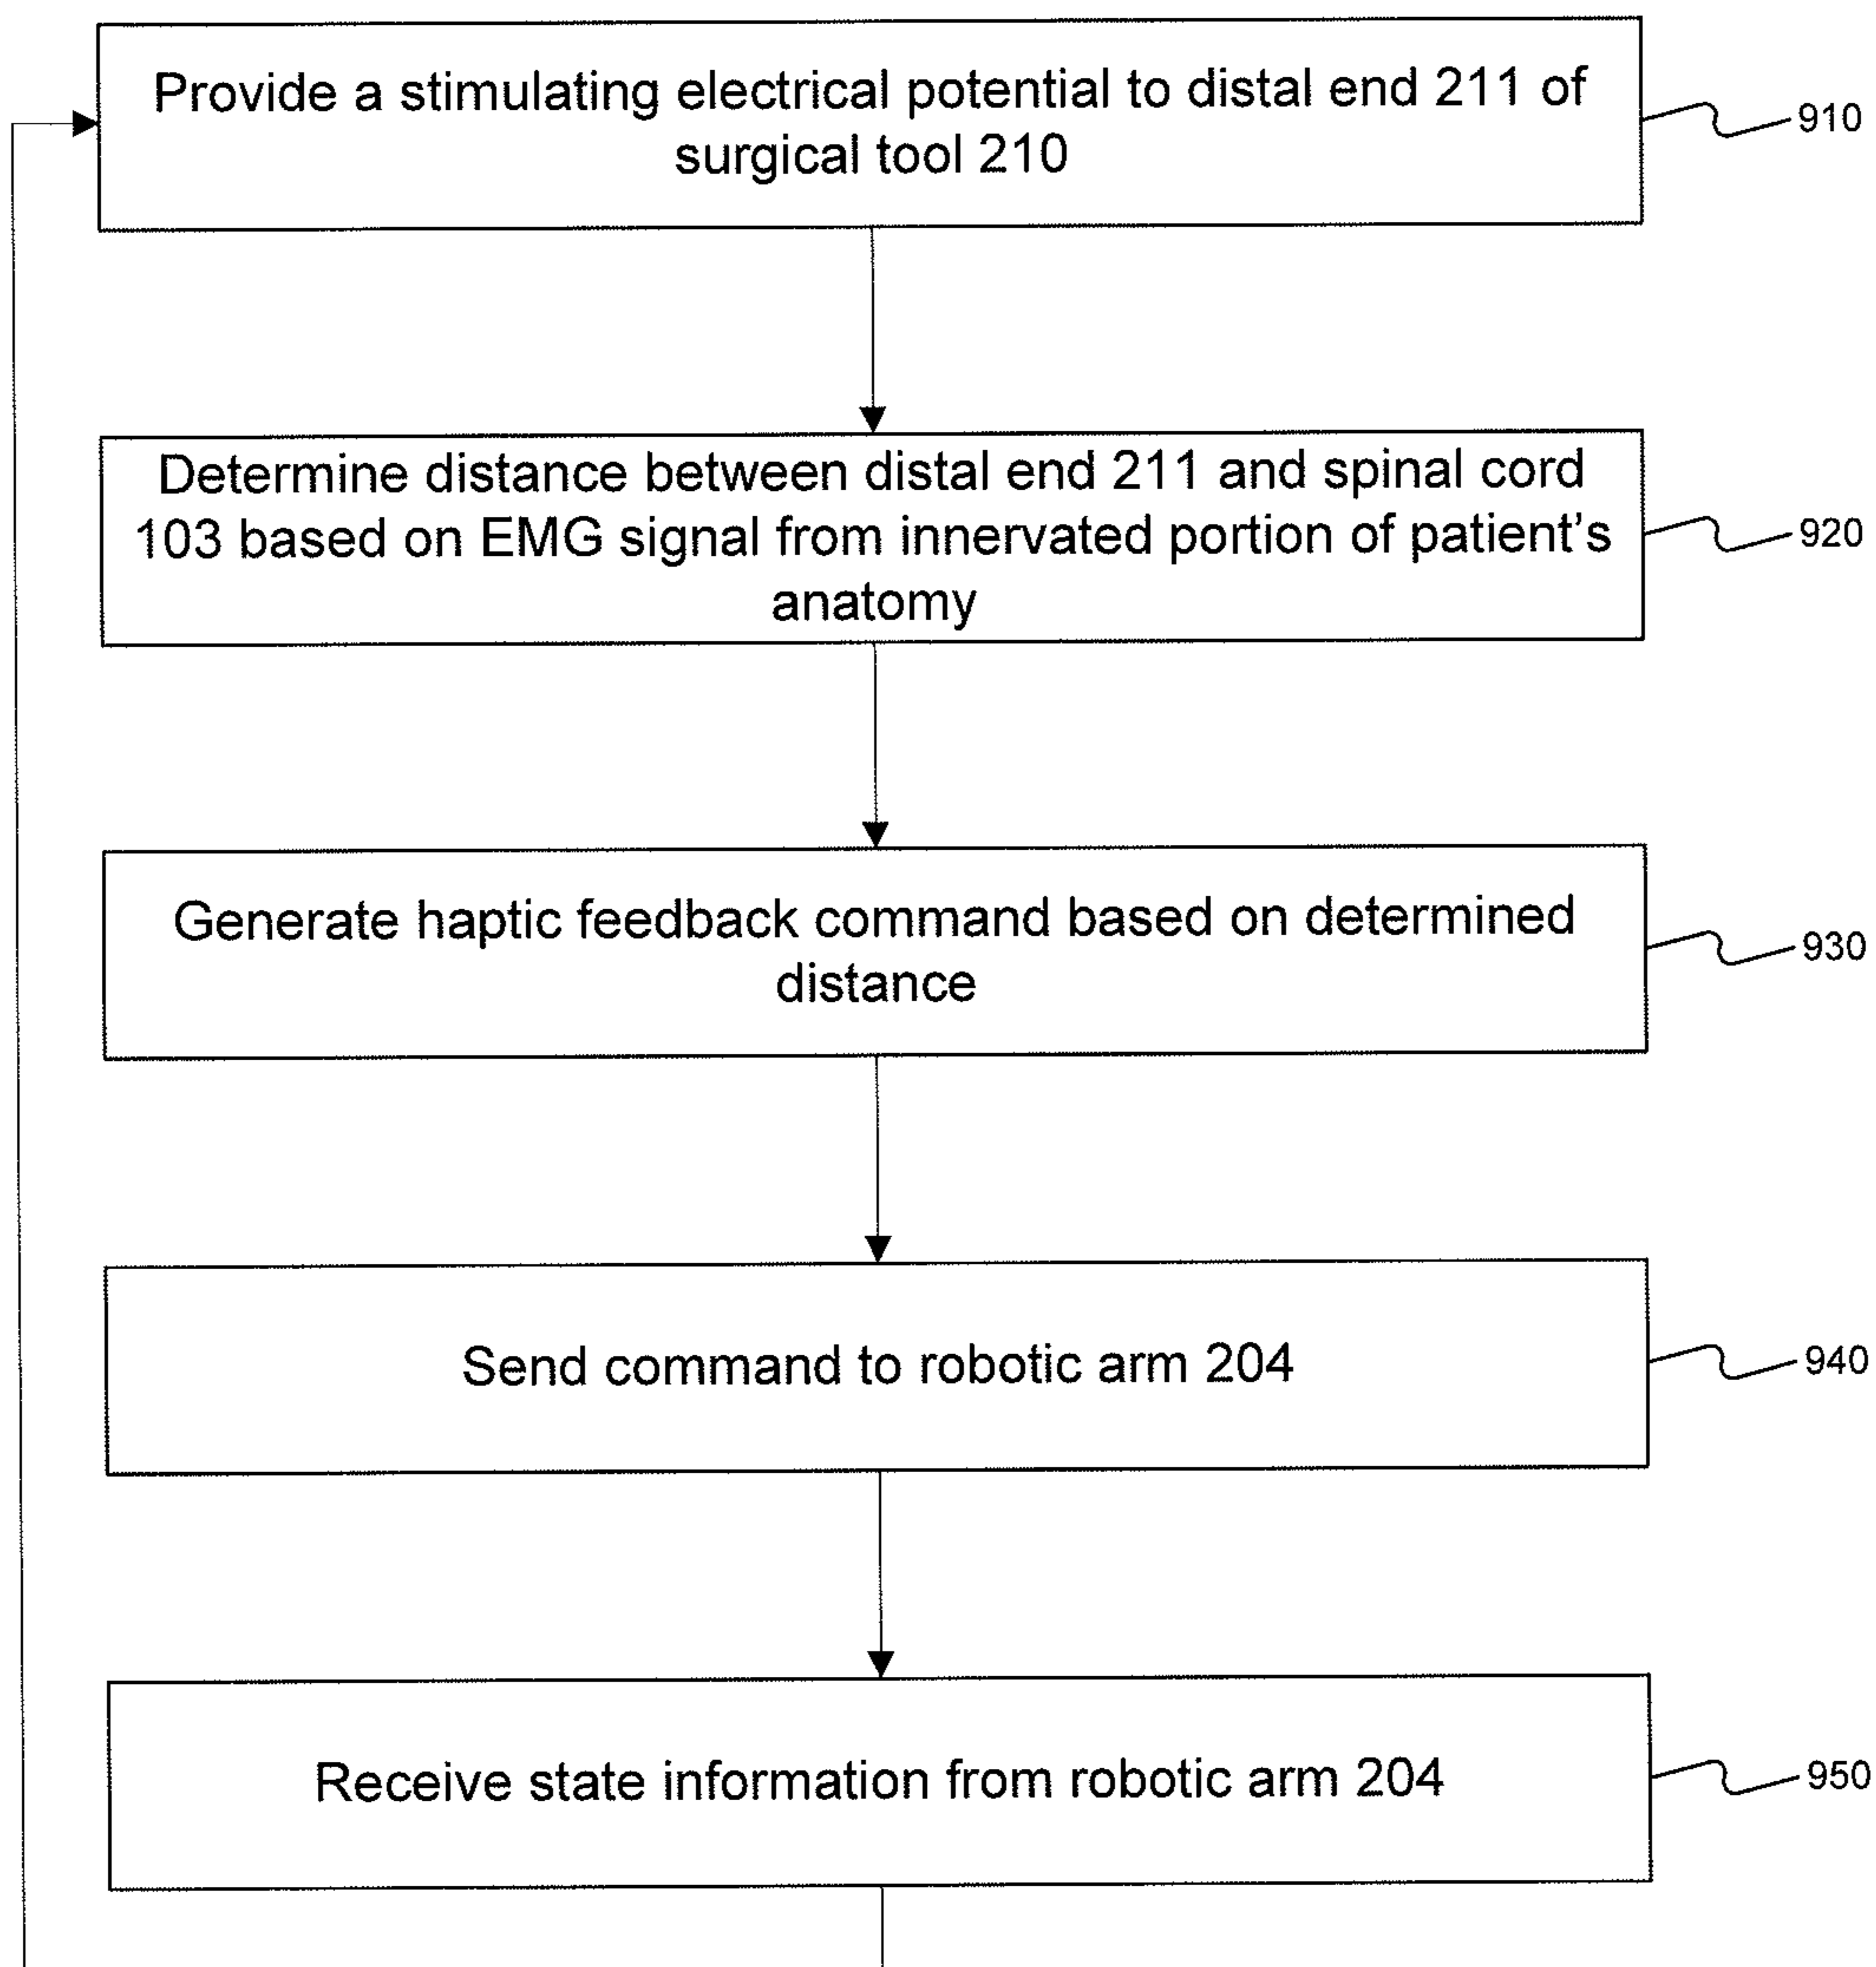 Provide a stimulating electrical potential to distal end 211 of
surgical tool 210
910
Determine distance between distal end 211 and spinal cord
103 based on EMG signal from innervated portion of patient's
anatomy
920
Generate haptic feedback command based on determined
distance
930
Send command to robotic arm 204
940
Receive state information from robotic arm 204
950